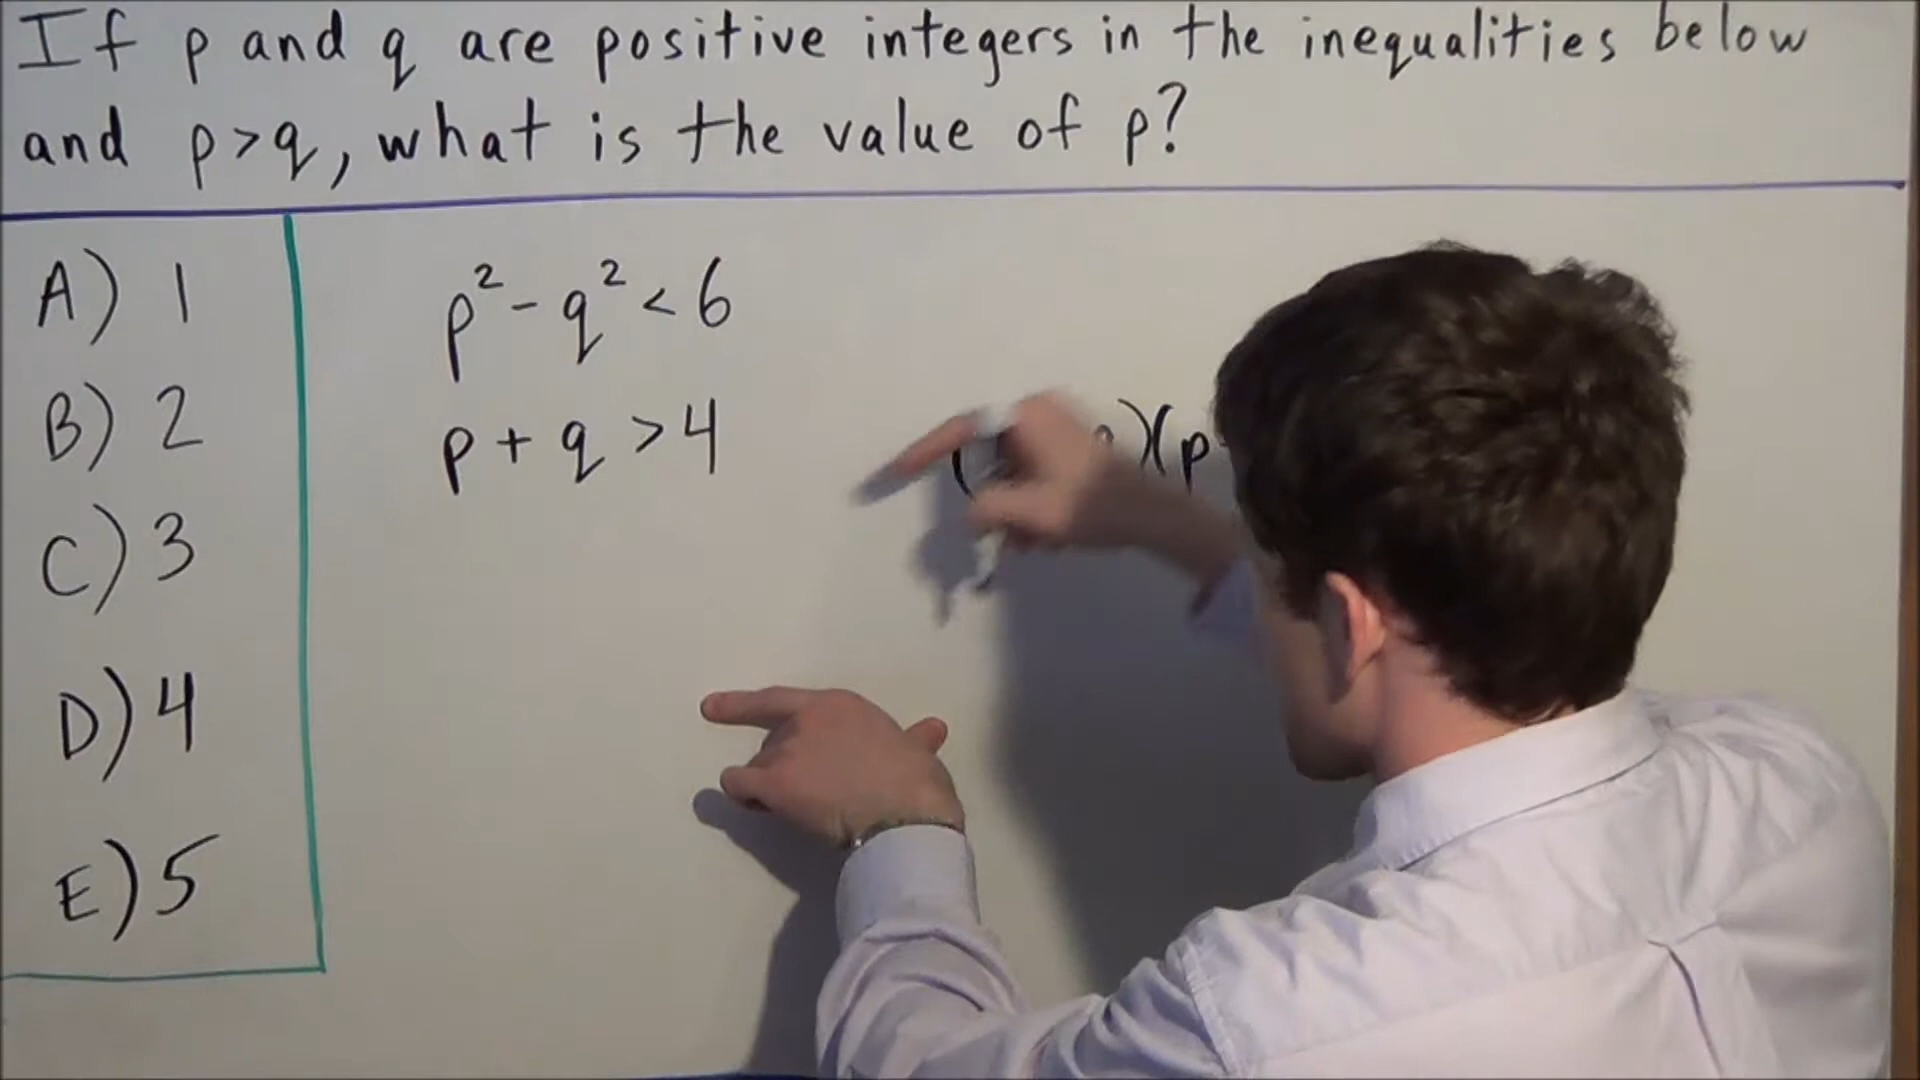 If p and q are positive integers in the inequalities below
and p>q, what is the value of p?
A) 1
B) 2
C) 3
D) 4
E) 5
p² - q² < 6
p + q > 4
( )(p